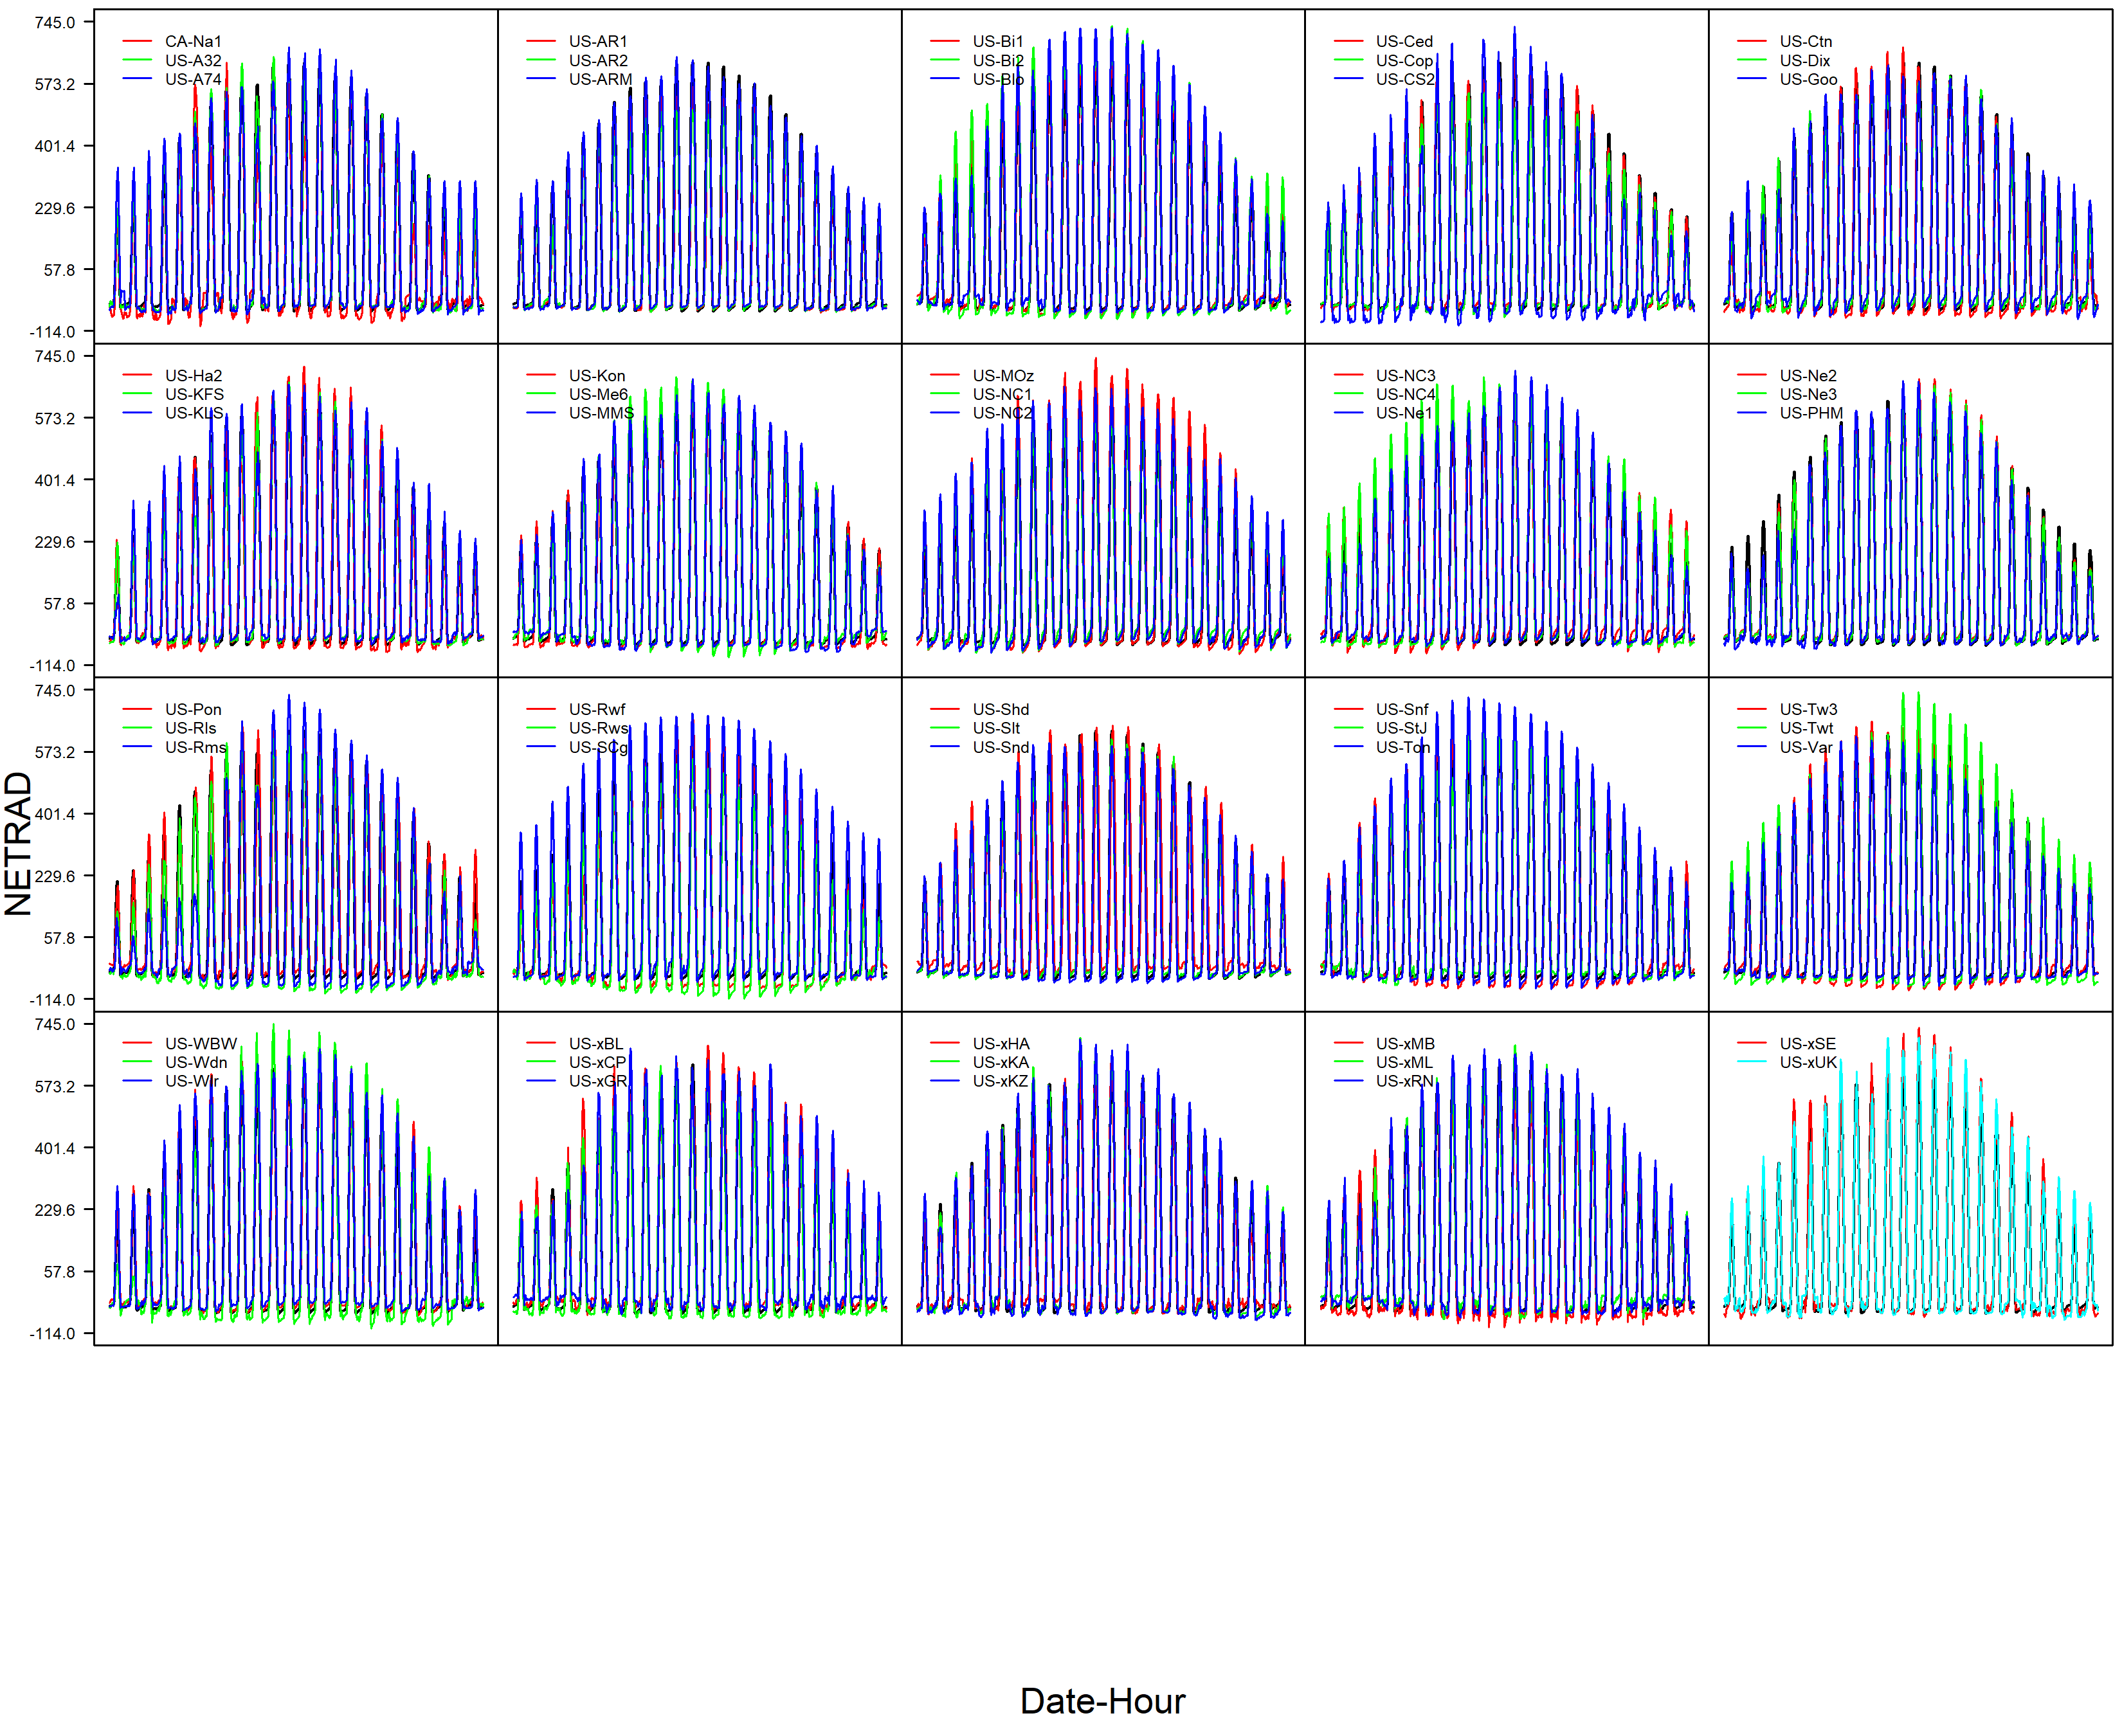 745.0
573.2
401.4
229.6
57.8
-114.0
CA-Na1
US-A32
US-A74
US-AR1
US-AR2
US-ARM
US-Bi1
US-Bi2
US-Blo
US-Ced
US-Cop
US-CS2
US-Ctn
US-Dix
US-Goo
745.0
573.2
401.4
229.6
57.8
-114.0
US-Ha2
US-KFS
US-KLS
US-Kon
US-Me6
US-MMS
US-MOz
US-NC1
US-NC2
US-NC3
US-NC4
US-Ne1
US-Ne2
US-Ne3
US-PHM
NETRAD
745.0
573.2
401.4
229.6
57.8
-114.0
US-Pon
US-Rls
US-Rms
US-Rwf
US-Rws
US-SCg
US-Shd
US-Slt
US-Snd
US-Snf
US-StJ
US-Ton
US-Tw3
US-Twt
US-Var
745.0
573.2
401.4
229.6
57.8
-114.0
US-WBW
US-Wdn
US-Wlr
US-xBL
US-xCP
US-xGR
US-xHA
US-xKA
US-xKZ
US-xMB
US-xML
US-xRN
US-xSE
US-xUK
Date-Hour